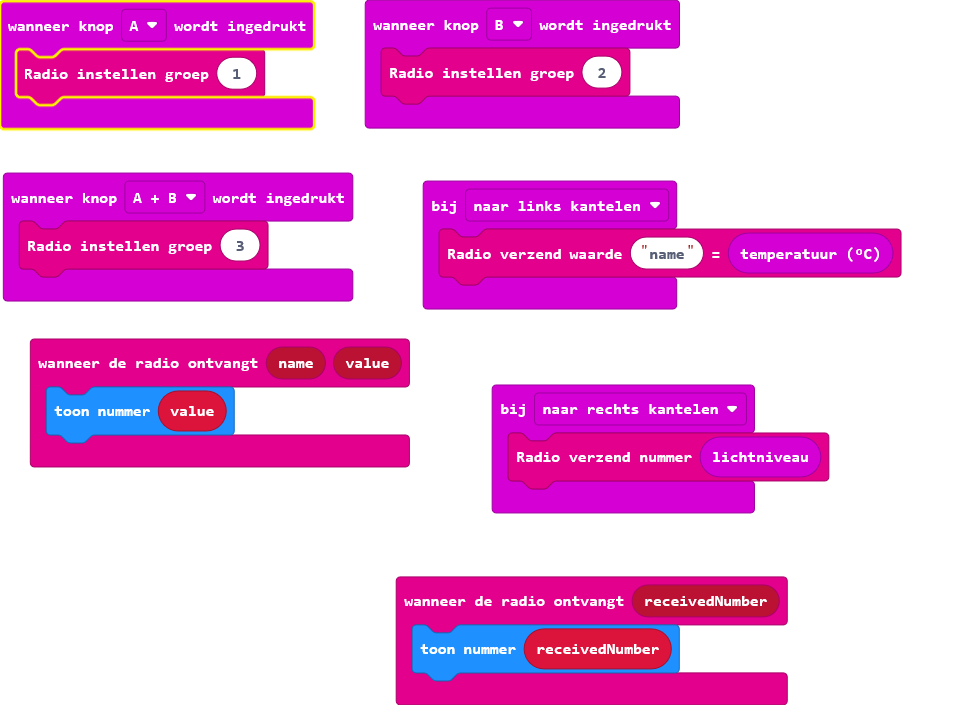 wanneer knop A wordt ingedrukt
Radio instellen groep 1
wanneer knop B wordt ingedrukt
Radio instellen groep 2
wanneer knop A + B wordt ingedrukt
Radio instellen groep 3
bij naar links kantelen
Radio verzend waarde "name" = temperatuur (°C)
wanneer de radio ontvangt name value
toon nummer value
bij naar rechts kantelen
Radio verzend nummer lichtniveau
wanneer de radio ontvangt receivedNumber
toon nummer receivedNumber